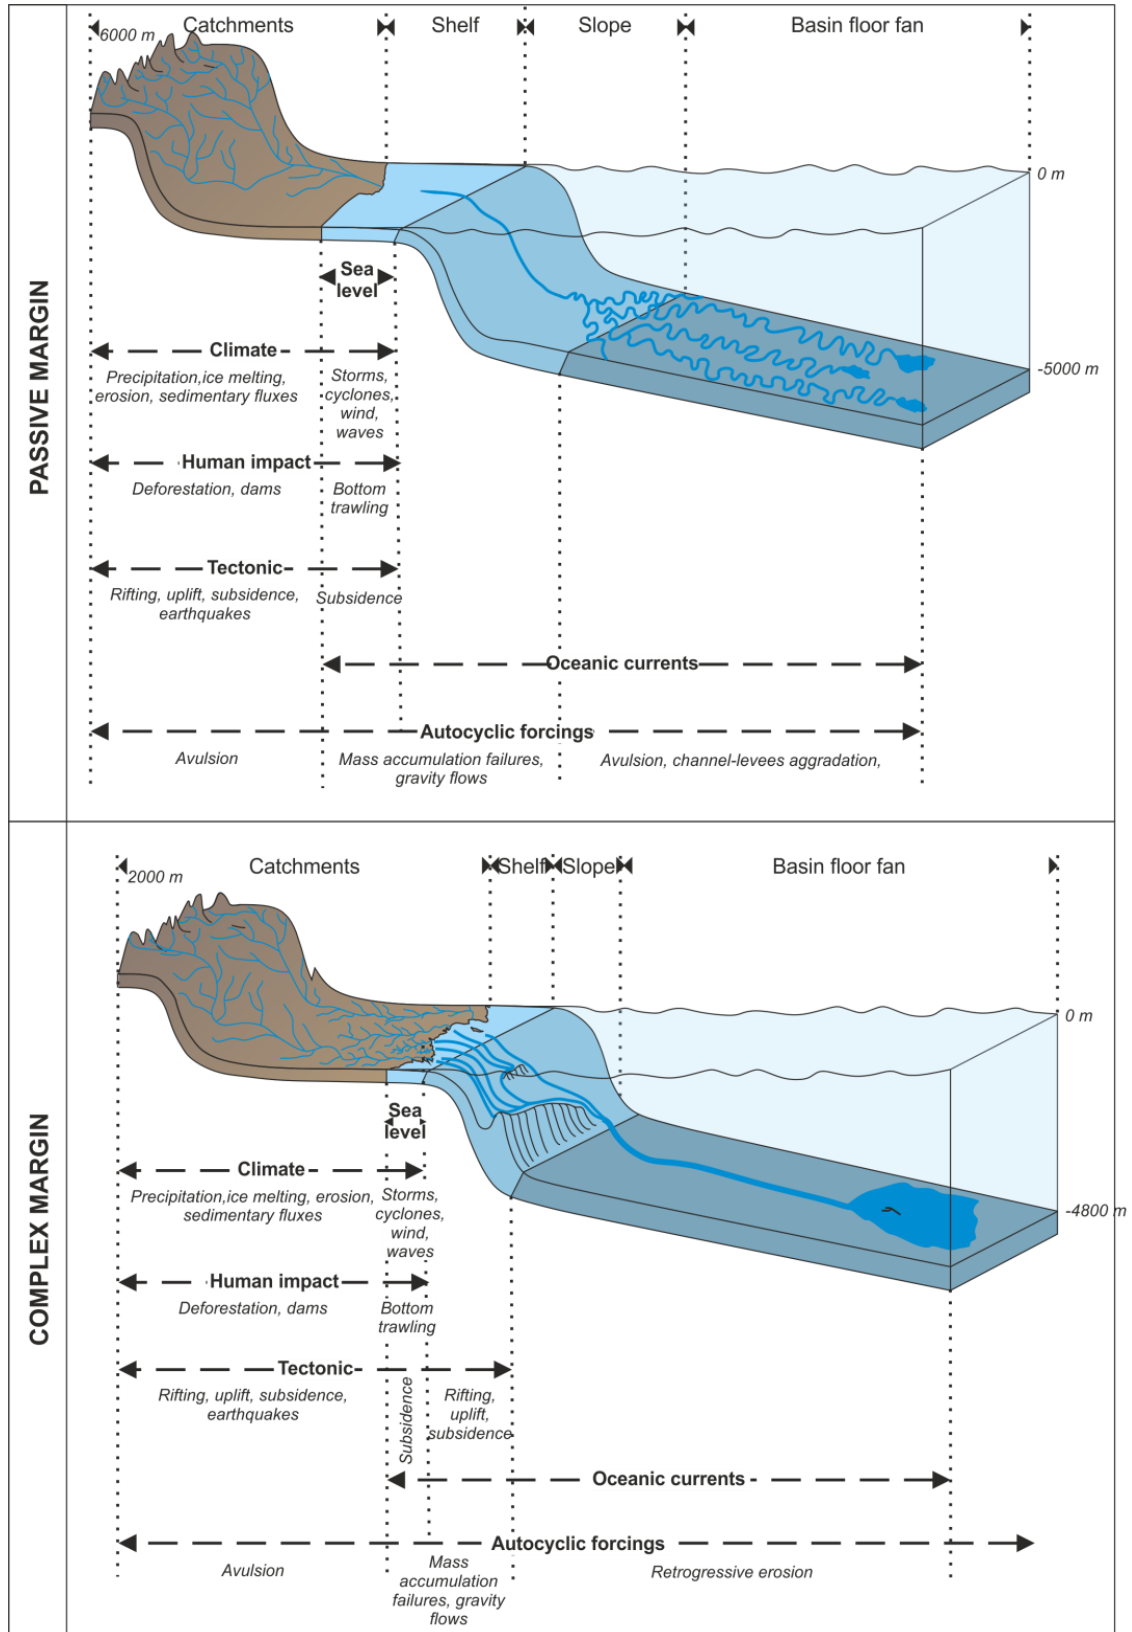 Catchments
Shelf
Slope
Basin floor fan
6000 m
0 m
-5000 m
PASSIVE MARGIN
Sea
level
Climate
Precipitation,ice melting,
erosion, sedimentary fluxes
Storms,
cyclones,
wind,
waves
Human impact
Deforestation, dams
Bottom
trawling
Tectonic
Rifting, uplift, subsidence,
earthquakes
Subsidence
Oceanic currents
Autocyclic forcings
Avulsion
Mass accumulation failures,
gravity flows
Avulsion, channel-levees aggradation,
Catchments
Shelf
Slope
Basin floor fan
2000 m
0 m
-4800 m
COMPLEX MARGIN
Sea
level
Climate
Precipitation,ice melting, erosion,
sedimentary fluxes
Storms,
cyclones,
wind,
waves
Human impact
Deforestation, dams
Bottom
trawling
Tectonic
Rifting, uplift, subsidence,
earthquakes
Subsidence
Rifting,
uplift,
subsidence
Oceanic currents
Autocyclic forcings
Avulsion
Mass
accumulation
failures, gravity
flows
Retrogressive erosion